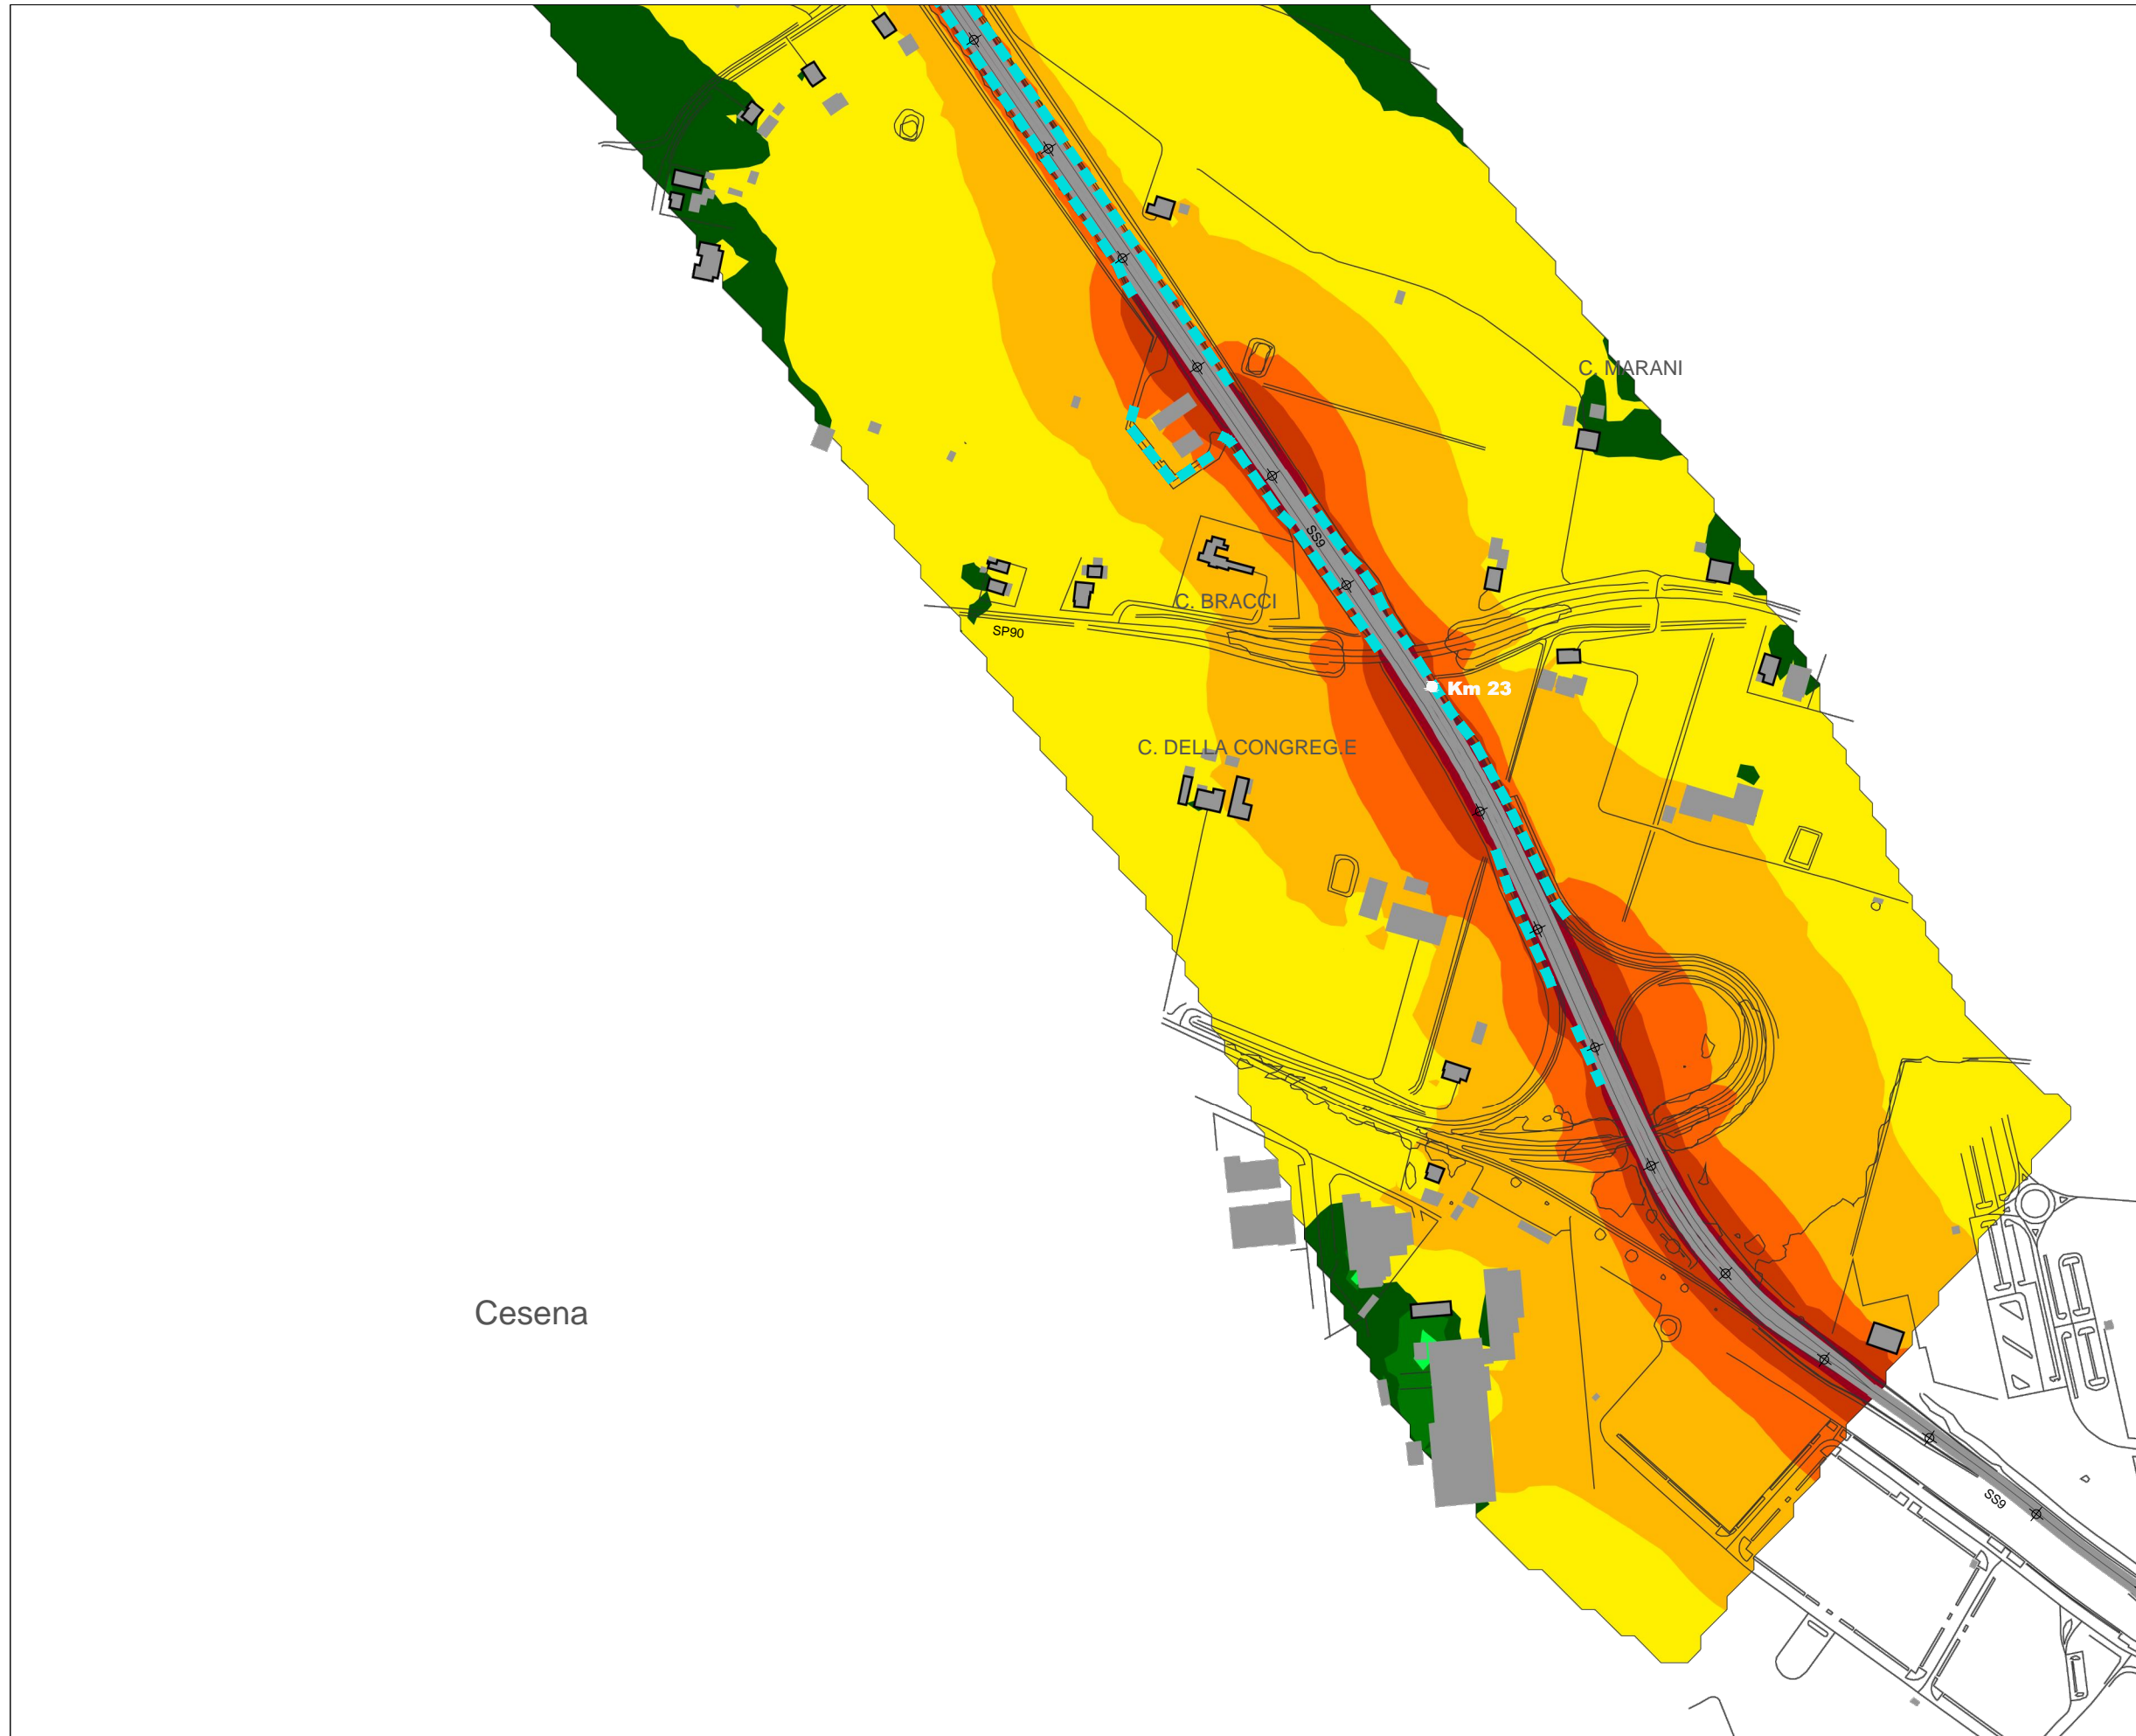 C. MARANI
SS9
C. BRACCI
SP90
Km 23
C. DELLA CONGREG.E
Cesena
SS9